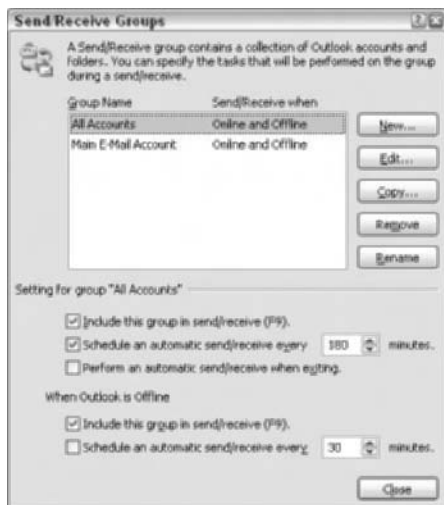 Send/Receive Groups
A Send/Receive group contains a collection of Outlook accounts and
folders. You can specify the tasks that will be performed on the group
during a send/receive.
Group Name Send/Receive when
All Accounts Online and Offline New...
Main E-Mail Account Online and Offline
Edit...
Copy...
Remove
Rename
Setting for group "All Accounts"
Include this group in send/receive (F9).
Schedule an automatic send/receive every 180 minutes.
Perform an automatic send/receive when exiting.
When Outlook is Offline
Include this group in send/receive (F9).
Schedule an automatic send/receive every 30 minutes.
Close